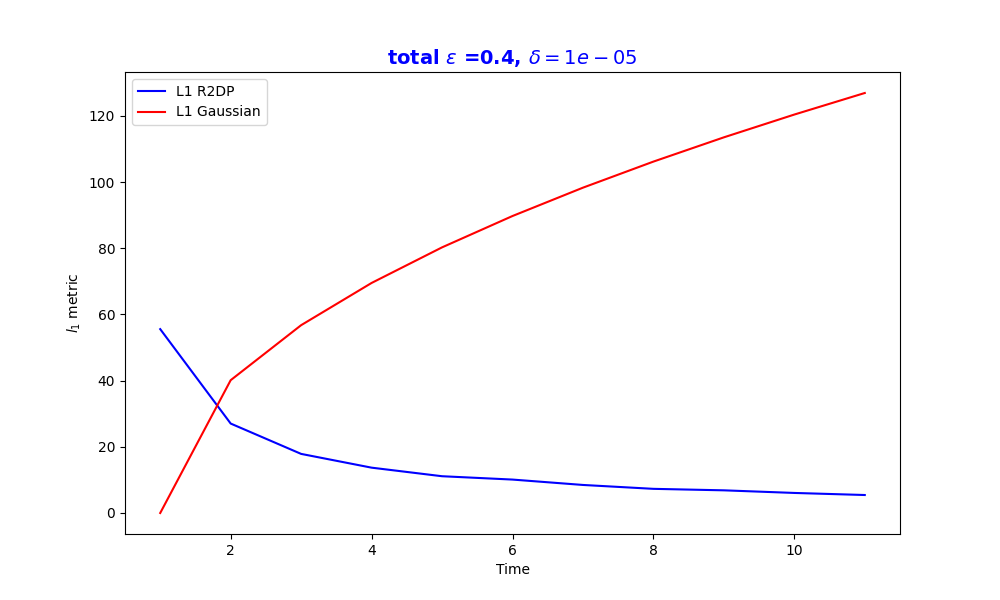 total ε =0.4, δ = 1e − 05
L1 R2DP
L1 Gaussian
120
100
80
60
40
20
0
l₁ metric
2
4
6
8
10
Time